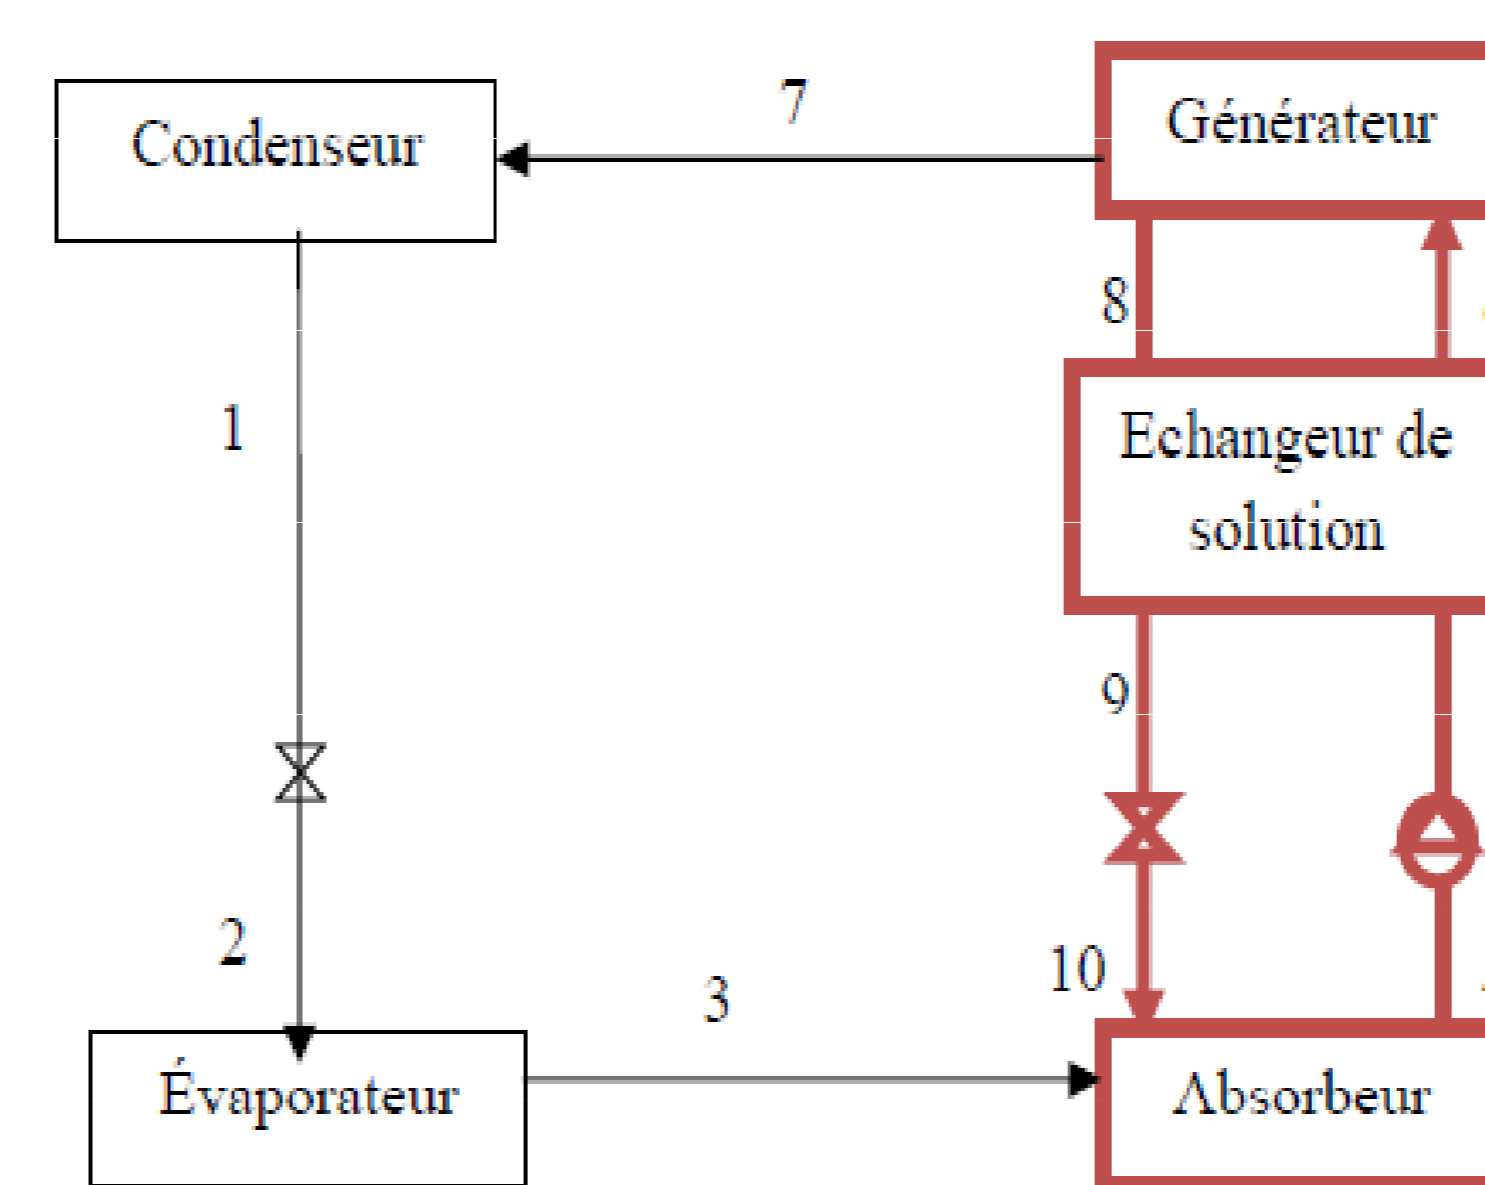 7
Condenseur
Générateur
8
1
Echangeur de
solution
9
2
10
3
Évaporateur
Absorbeur